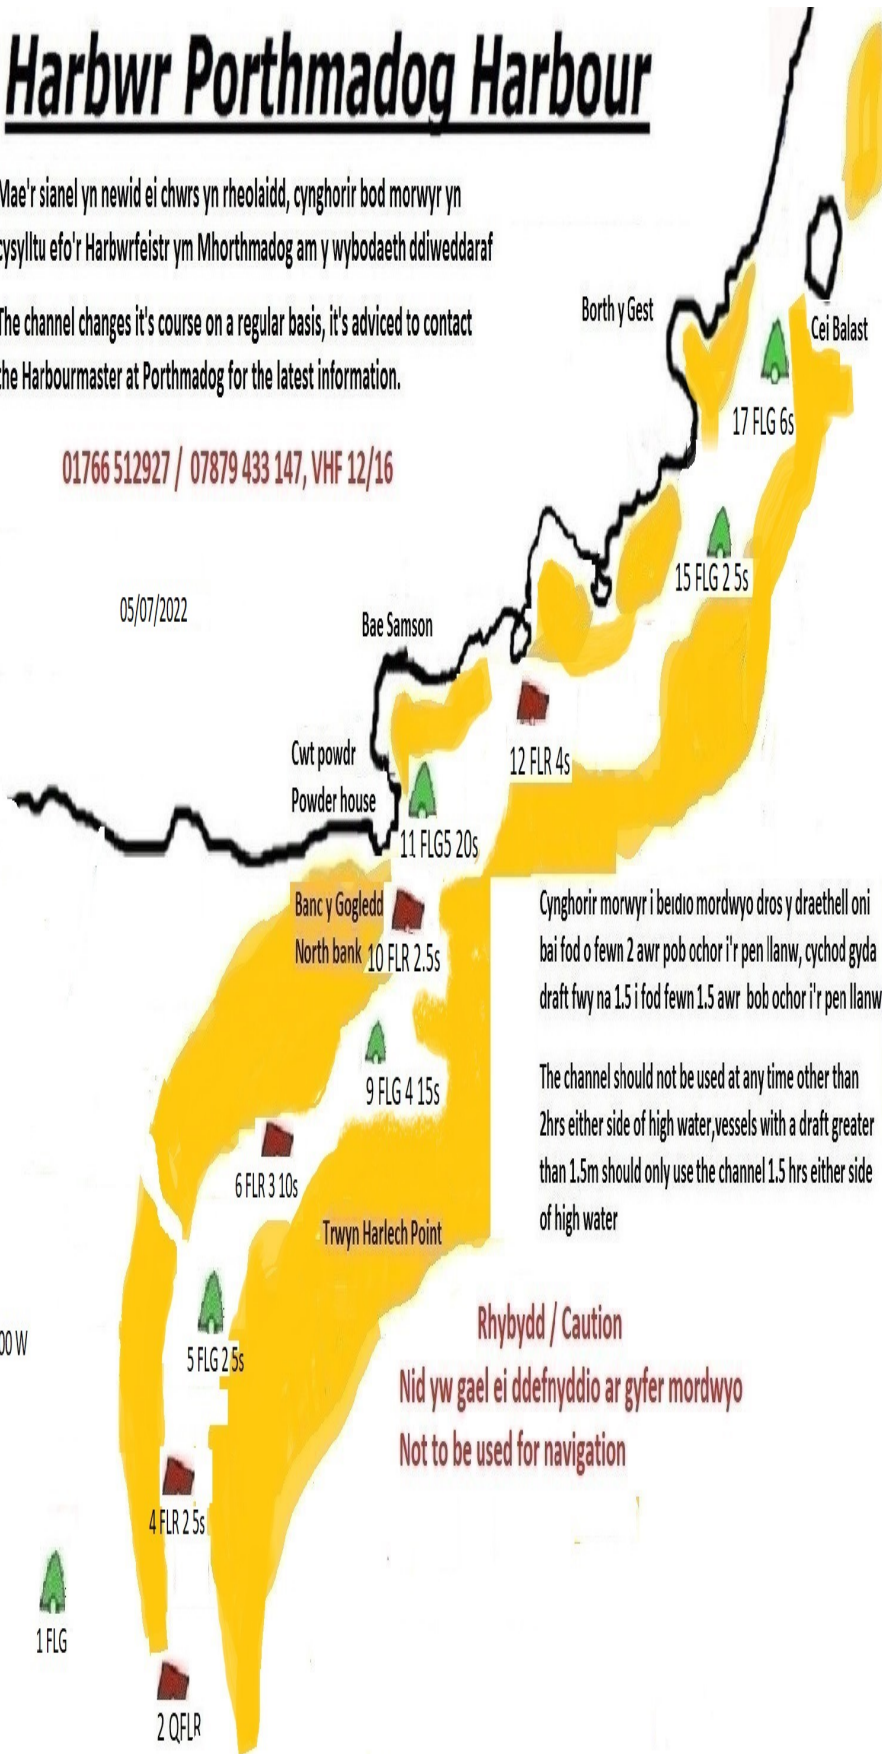 Harbwr Porthmadog Harbour
Mae'r sianel yn newid ei chwrs yn rheolaidd, cynghorir bod morwyr yn
cysylltu efo'r Harbwrfeistr ym Mhorthmadog am y wybodaeth ddiweddaraf
The channel changes it's course on a regular basis, it's adviced to contact
the Harbourmaster at Porthmadog for the latest information.
01766 512927 / 07879 433 147, VHF 12/16
05/07/2022
Borth y Gest
Cei Balast
17 FLG 6s
15 FLG 2 5s
Bae Samson
12 FLR 4s
Cwt powdr
Powder house
11 FLG5 20s
Banc y Gogledd
North bank
10 FLR 2.5s
Cynghorir morwyr i beidio mordwyo dros y draethell oni
bai fod o fewn 2 awr pob ochor i'r pen llanw, cychod gyda
draft fwy na 1.5 i fod fewn 1.5 awr bob ochor i'r pen llanw
9 FLG 4 15s
The channel should not be used at any time other than
2hrs either side of high water,vessels with a draft greater
than 1.5m should only use the channel 1.5 hrs either side
of high water
6 FLR 3 10s
Trwyn Harlech Point
00 W
5 FLG 2 5s
Rhybydd / Caution
Nid yw gael ei ddefnyddio ar gyfer mordwyo
Not to be used for navigation
4 FLR 2 5s
1 FLG
2 QFLR